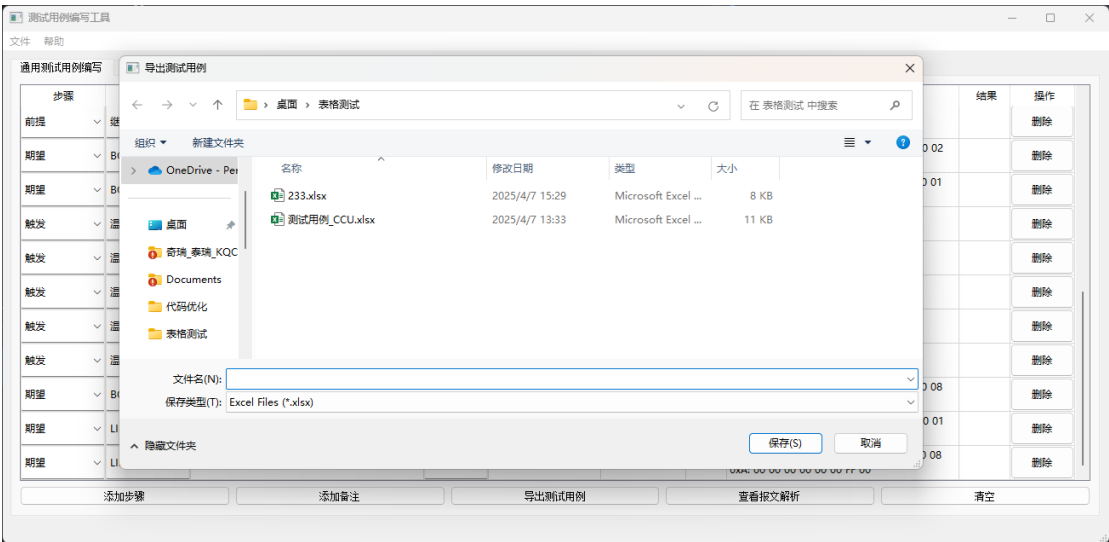 测试用例编写工具
文件 帮助
通用测试用例编写
导出测试用例
桌面 › 表格测试
在 表格测试 中搜索
组织 新建文件夹
OneDrive - Per
桌面
奇瑞_泰瑞_KQC
Documents
代码优化
表格测试
名称 修改日期 类型 大小
233.xlsx 2025/4/7 15:29 Microsoft Excel ... 8 KB
测试用例_CCU.xlsx 2025/4/7 13:33 Microsoft Excel ... 11 KB
文件名(N):
保存类型(T): Excel Files (*.xlsx)
隐藏文件夹 保存(S) 取消
步骤 结果 操作
前提 继 删除
期望 02 删除
期望 01 删除
触发 温 删除
触发 温 删除
触发 温 删除
触发 温 删除
触发 温 删除
期望 08 删除
期望 LI 01 删除
期望 LI 08 删除
0xA: 00 00 00 00 00 00 FF 00
添加步骤 添加备注 导出测试用例 查看报文解析 清空